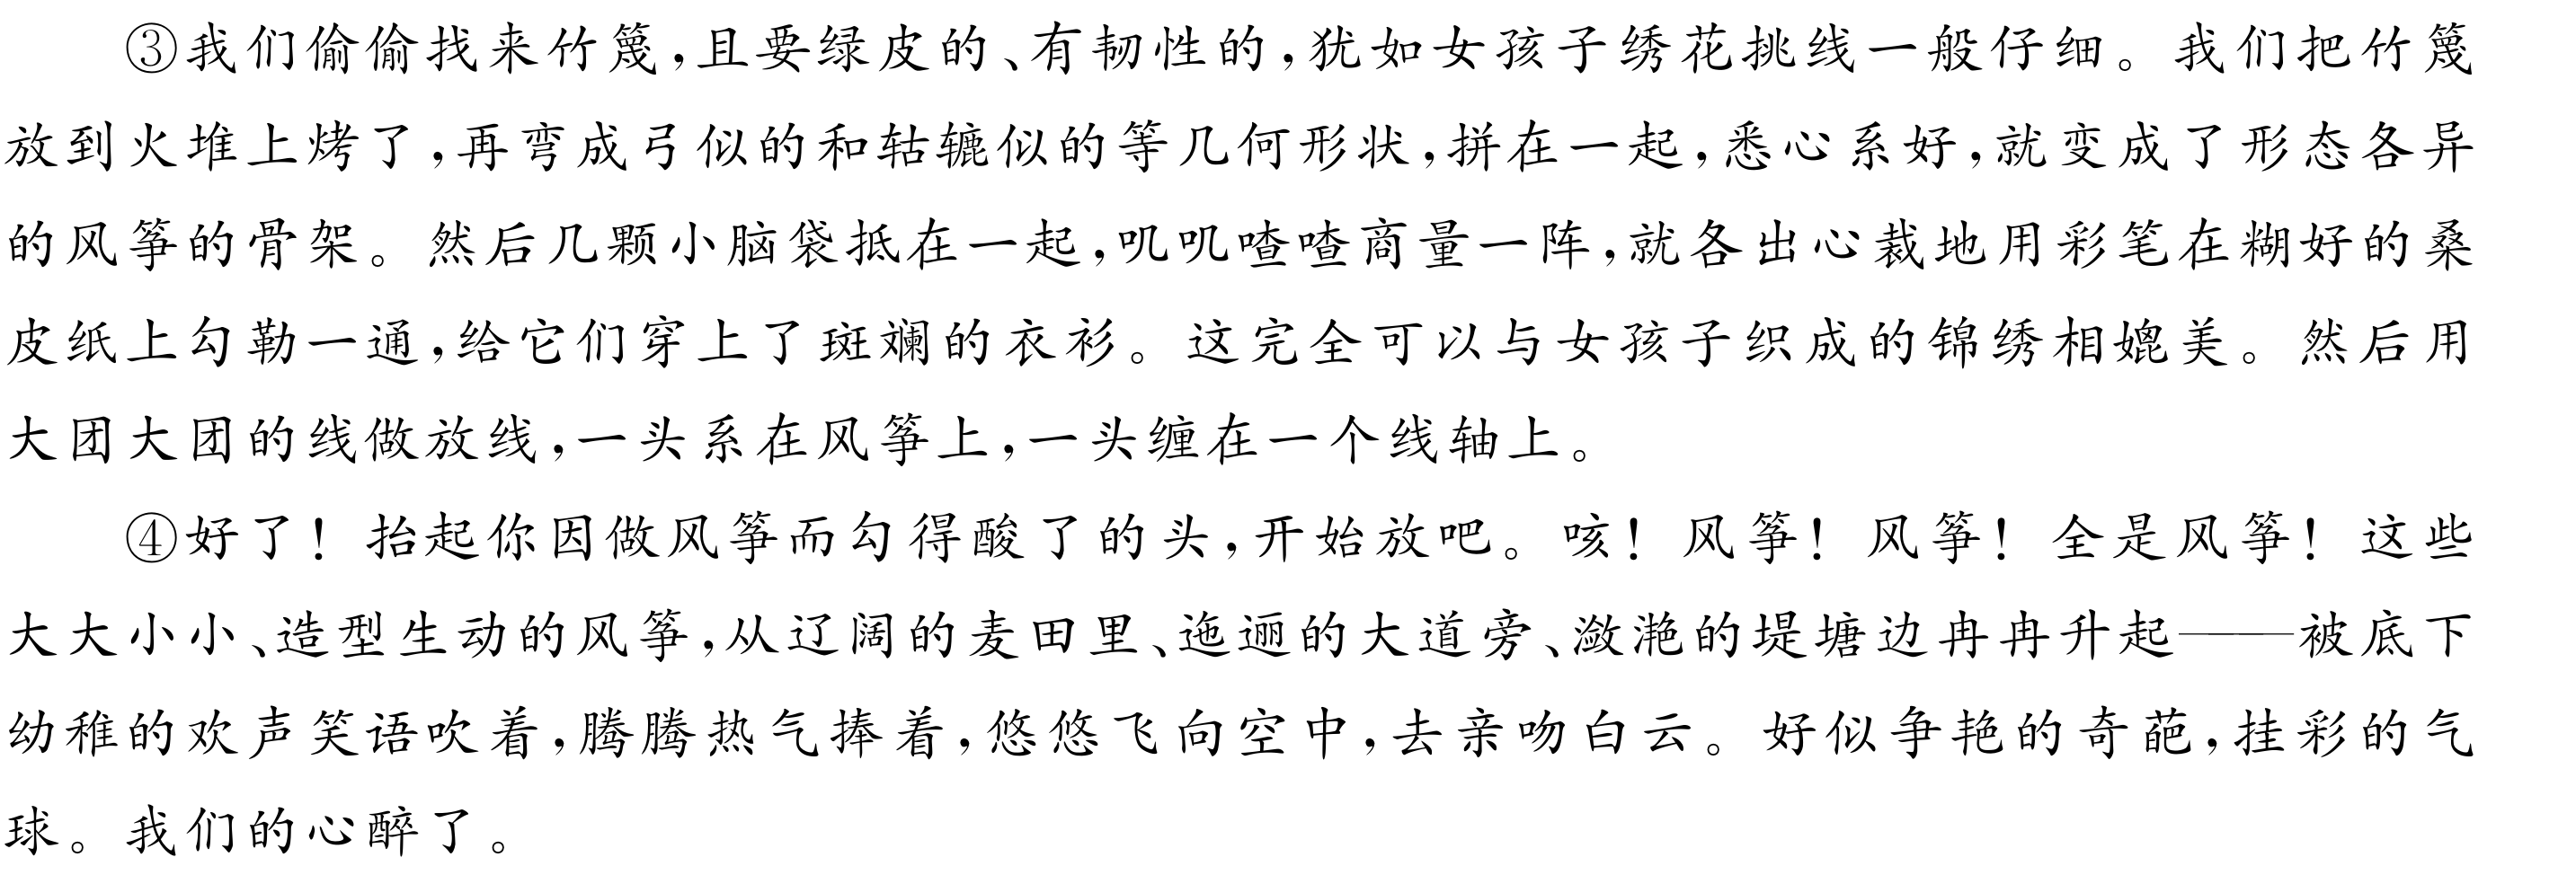 ③我们偷偷找来竹篾,且要绿皮的、有韧性的,犹如女孩子绣花挑线一般仔细。我们把竹篾
放到火堆上烤了,再弯成弓似的和轱辘似的等几何形状,拼在一起,悉心系好,就变成了形态各异
的风筝的骨架。然后几颗小脑袋抵在一起,叽叽喳喳商量一阵,就各出心裁地用彩笔在糊好的桑
皮纸上勾勒一通,给它们穿上了斑斓的衣衫。这完全可以与女孩子织成的锦绣相媲美。然后用
大团大团的线做放线,一头系在风筝上,一头缠在一个线轴上。
④好了!抬起你因做风筝而勾得酸了的头,开始放吧。咳!风筝!风筝!全是风筝!这些
大大小小、造型生动的风筝,从辽阔的麦田里、迤逦的大道旁、潋滟的堤塘边冉冉升起——被底下
幼稚的欢声笑语吹着,腾腾热气捧着,悠悠飞向空中,去亲吻白云。好似争艳的奇葩,挂彩的气
球。我们的心醉了。